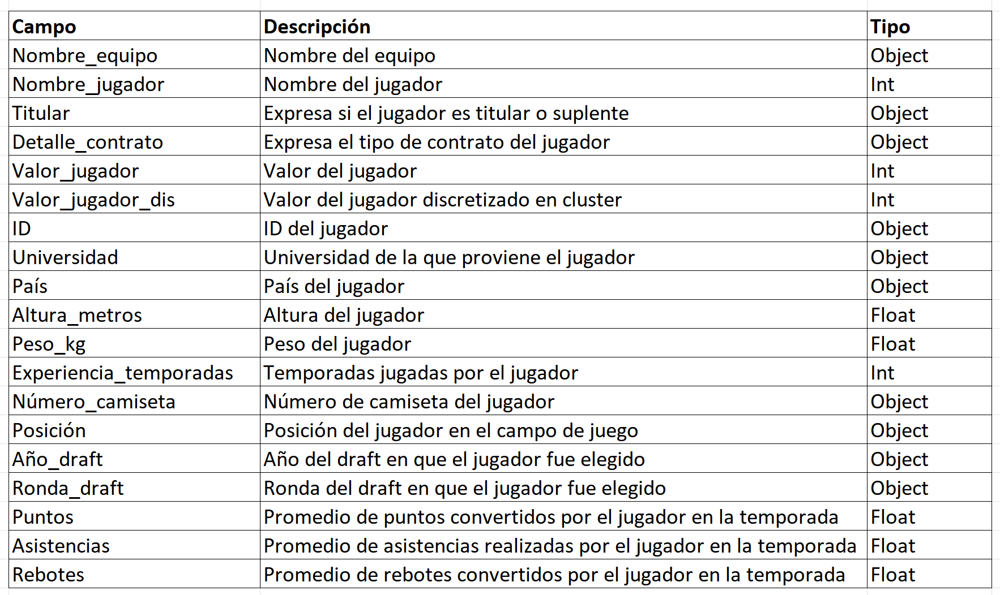 Campo Descripción Tipo
Nombre_equipo Nombre del equipo Object
Nombre_jugador Nombre del jugador Int
Titular Expresa si el jugador es titular o suplente Object
Detalle_contrato Expresa el tipo de contrato del jugador Object
Valor_jugador Valor del jugador Int
Valor_jugador_dis Valor del jugador discretizado en cluster Int
ID ID del jugador Object
Universidad Universidad de la que proviene el jugador Object
País País del jugador Object
Altura_metros Altura del jugador Float
Peso_kg Peso del jugador Float
Experiencia_temporadas Temporadas jugadas por el jugador Int
Número_camiseta Número de camiseta del jugador Object
Posición Posición del jugador en el campo de juego Object
Año_draft Año del draft en que el jugador fue elegido Object
Ronda_draft Ronda del draft en que el jugador fue elegido Object
Puntos Promedio de puntos convertidos por el jugador en la temporada Float
Asistencias Promedio de asistencias realizadas por el jugador en la temporada Float
Rebotes Promedio de rebotes convertidos por el jugador en la temporada Float